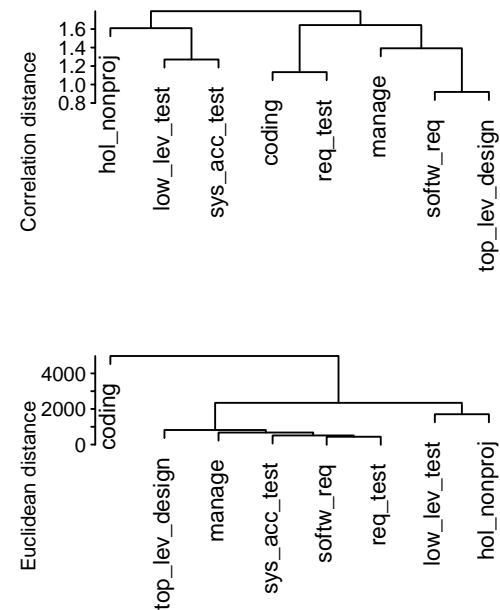 Correlation distance
1.6
1.4
1.2
1.0
0.8
hol_nonproj
low_lev_test
sys_acc_test
coding
req_test
manage
softw_req
top_lev_design
Euclidean distance
4000
2000
0
coding
top_lev_design
manage
sys_acc_test
softw_req
req_test
low_lev_test
hol_nonproj